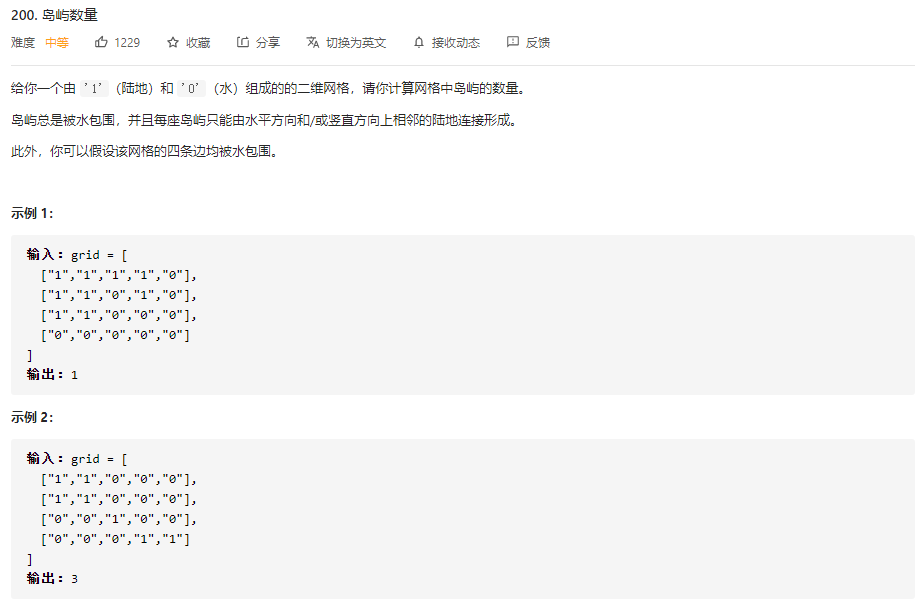 200. 岛屿数量
难度 中等 1229 收藏 分享 切换为英文 接收动态 反馈
给你一个由 '1'（陆地）和 '0'（水）组成的的二维网格，请你计算网格中岛屿的数量。
岛屿总是被水包围，并且每座岛屿只能由水平方向和/或竖直方向上相邻的陆地连接形成。
此外，你可以假设该网格的四条边均被水包围。
示例 1：
输入：grid = [
["1","1","1","1","0"],
["1","1","0","1","0"],
["1","1","0","0","0"],
["0","0","0","0","0"]
]
输出：1
示例 2：
输入：grid = [
["1","1","0","0","0"],
["1","1","0","0","0"],
["0","0","1","0","0"],
["0","0","0","1","1"]
]
输出：3